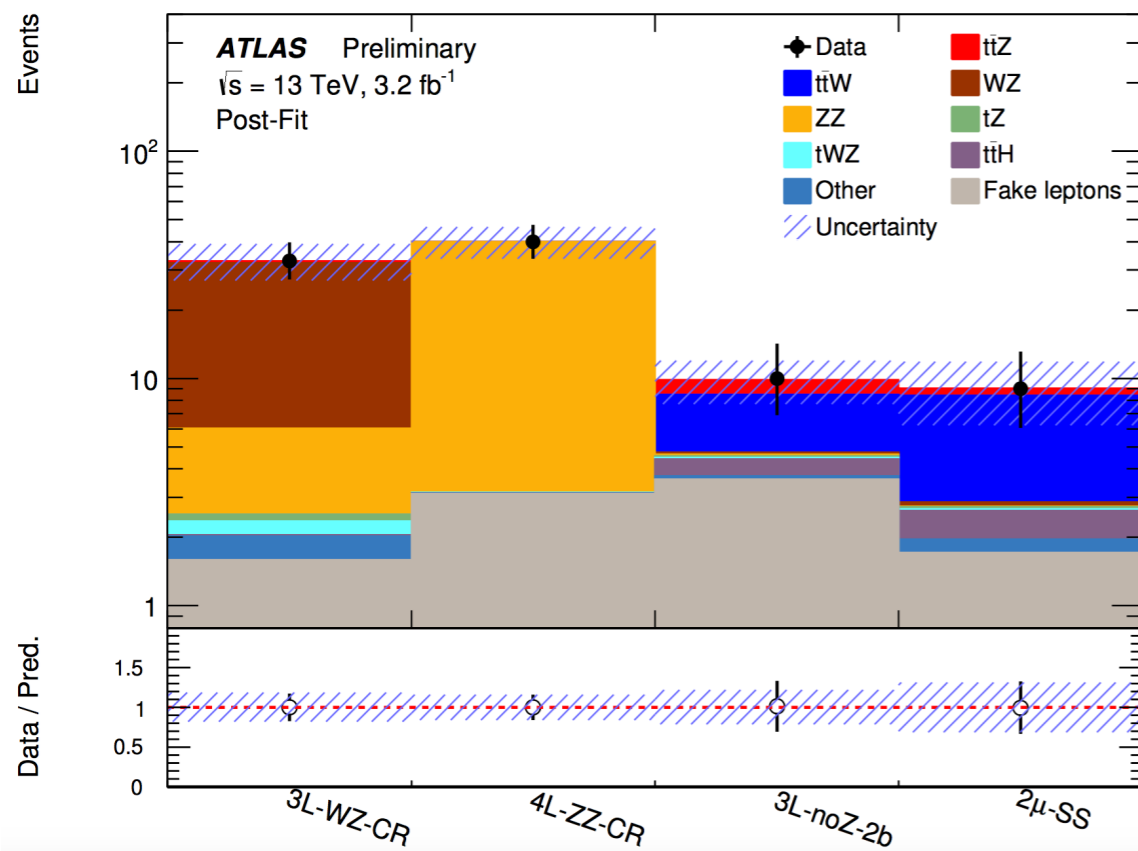 Events
ATLAS Preliminary
√s = 13 TeV, 3.2 fb⁻¹
Post-Fit
Data
tt̄Z
tt̄W
WZ
ZZ
tZ
tWZ
tt̄H
Other
Fake leptons
Uncertainty
10²
10
1
Data / Pred.
1.5
1
0.5
0
3L-WZ-CR
4L-ZZ-CR
3L-noZ-2b
2μ-SS